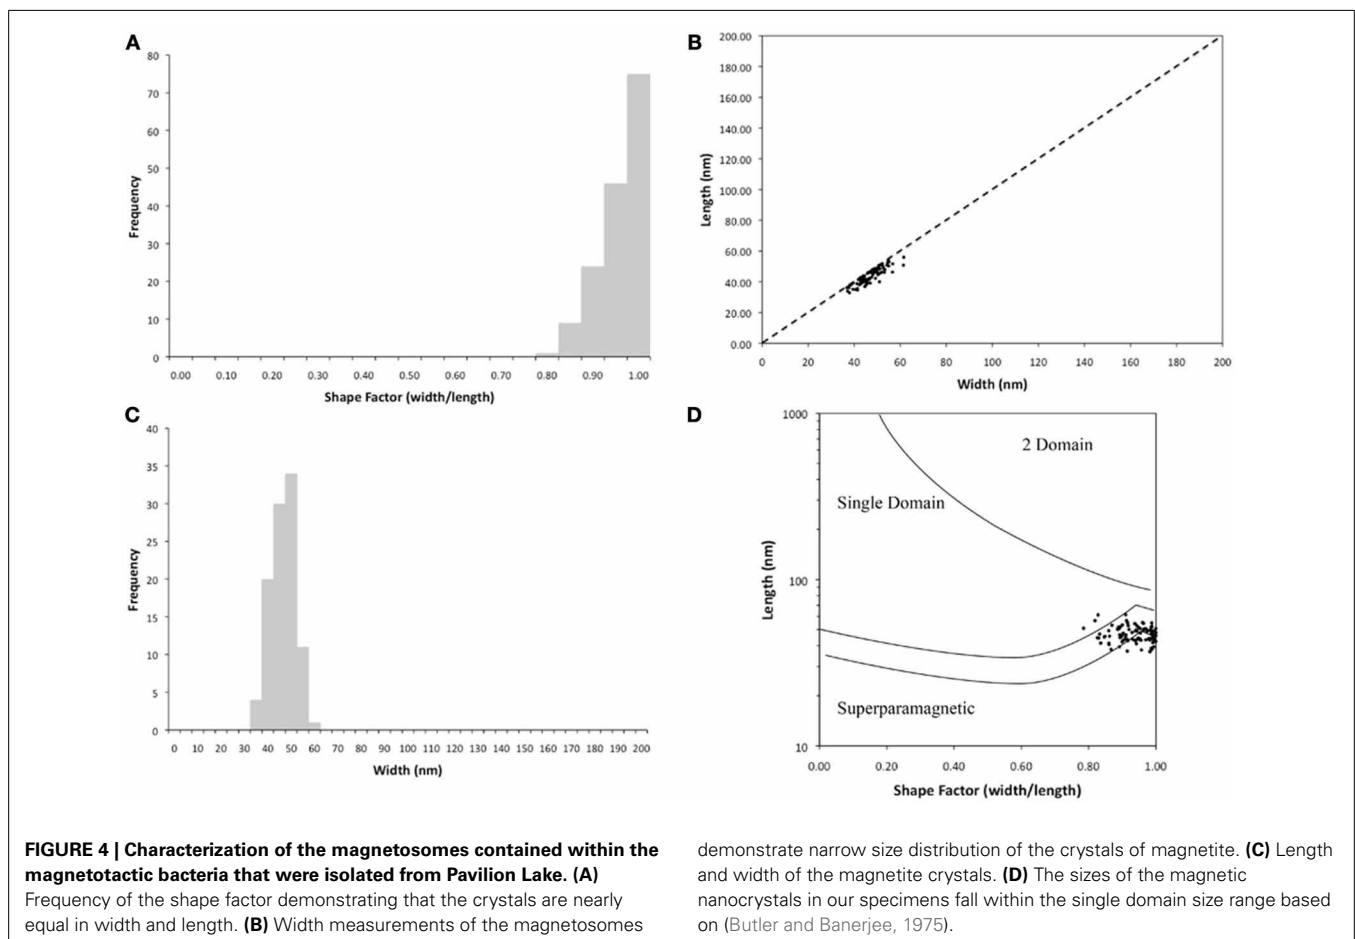 A
80
70
60
50
40
30
20
10
0
Frequency
0.00 0.10 0.20 0.30 0.40 0.50 0.60 0.70 0.80 0.90 1.00
Shape Factor (width/length)
B
200.00
180.00
160.00
140.00
120.00
100.00
80.00
60.00
40.00
20.00
0.00
Length (nm)
0 20 40 60 80 100 120 140 160 180 200
Width (nm)
C
40
35
30
25
20
15
10
5
0
Frequency
0 10 20 30 40 50 60 70 80 90 100 110 120 130 140 150 160 170 180 190 200
Width (nm)
D
1000
100
10
Length (nm)
2 Domain
Single Domain
Superparamagnetic
0.00 0.20 0.40 0.60 0.80 1.00
Shape Factor (width/length)
FIGURE 4 | Characterization of the magnetosomes contained within the
magnetotactic bacteria that were isolated from Pavilion Lake. (A)
Frequency of the shape factor demonstrating that the crystals are nearly
equal in width and length. (B) Width measurements of the magnetosomes
demonstrate narrow size distribution of the crystals of magnetite. (C) Length
and width of the magnetite crystals. (D) The sizes of the magnetic
nanocrystals in our specimens fall within the single domain size range based
on (Butler and Banerjee, 1975).